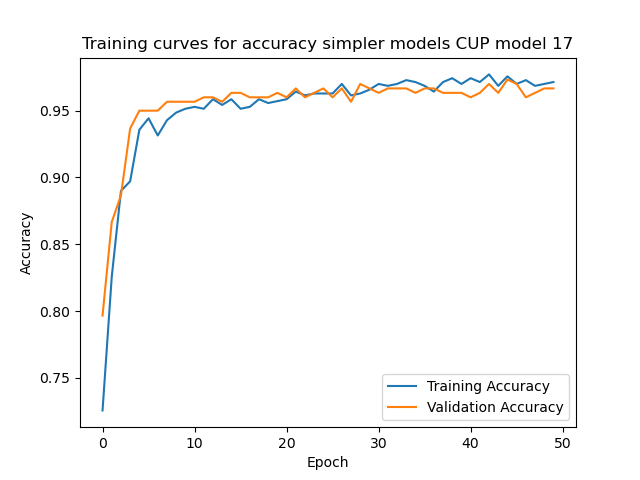 Training curves for accuracy simpler models CUP model 17
Accuracy
0.95
0.90
0.85
0.80
0.75
Training Accuracy
Validation Accuracy
0 10 20 30 40 50
Epoch